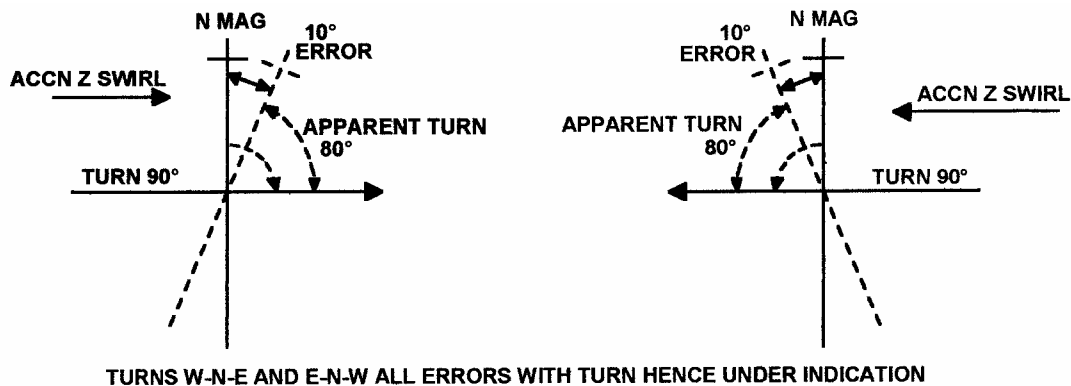 N MAG
10°
ERROR
ACCN Z SWIRL
APPARENT TURN
80°
TURN 90°
N MAG
10°
ERROR
ACCN Z SWIRL
APPARENT TURN
80°
TURN 90°
TURNS W-N-E AND E-N-W ALL ERRORS WITH TURN HENCE UNDER INDICATION